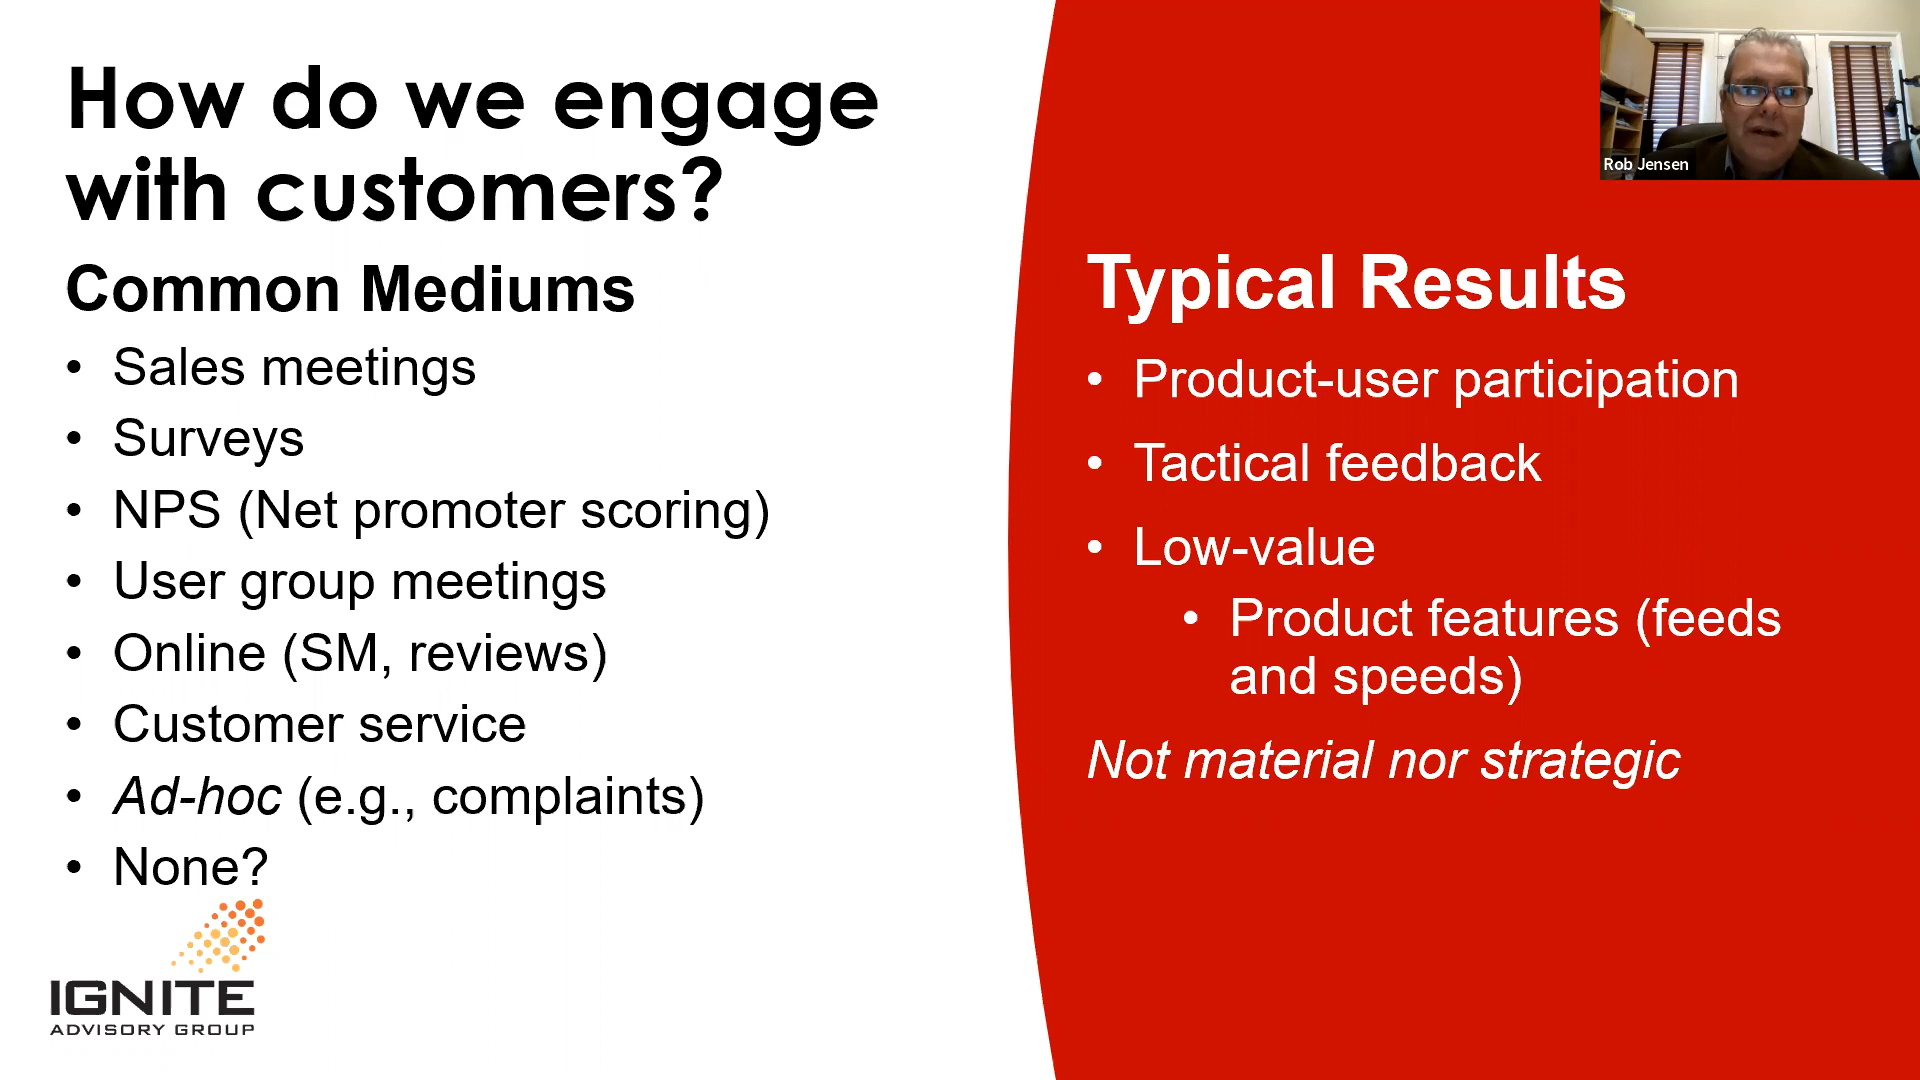 How do we engage
with customers?
Common Mediums
• Sales meetings
• Surveys
• NPS (Net promoter scoring)
• User group meetings
• Online (SM, reviews)
• Customer service
• Ad-hoc (e.g., complaints)
• None?
IGNITE
ADVISORY GROUP
Rob Jensen
Typical Results
• Product-user participation
• Tactical feedback
• Low-value
• Product features (feeds
and speeds)
Not material nor strategic